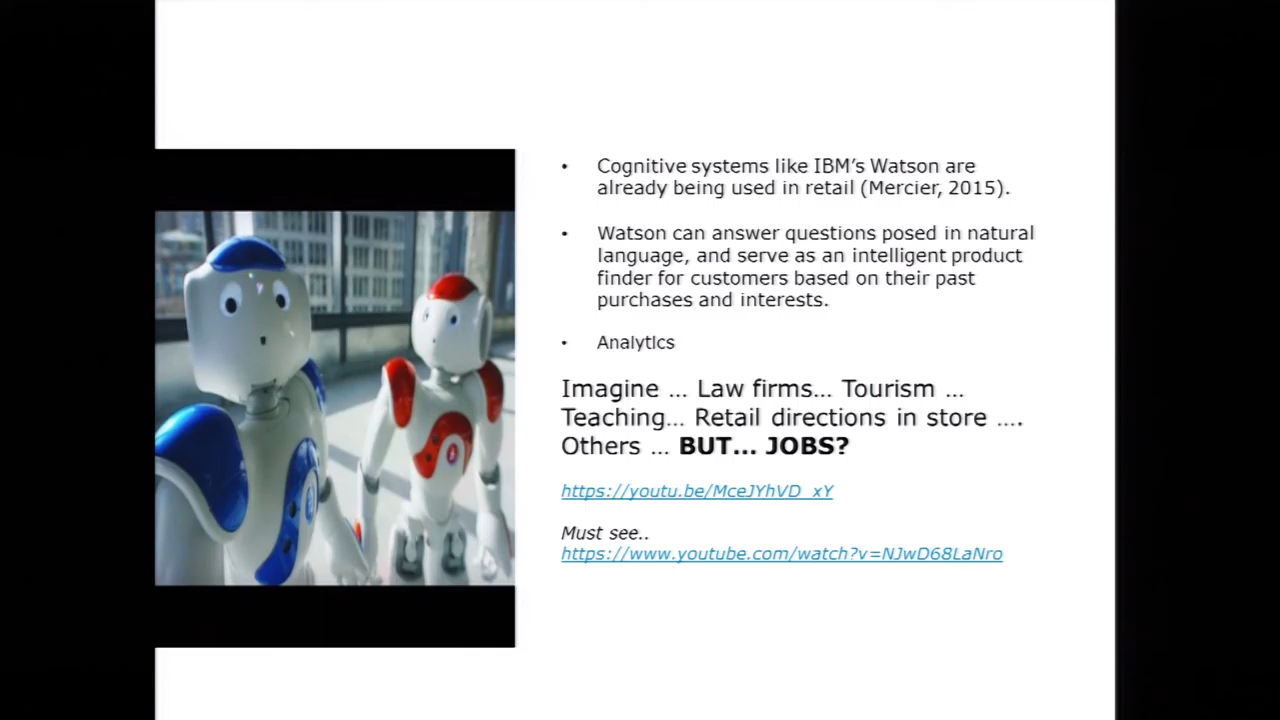 • Cognitive systems like IBM’s Watson are
already being used in retail (Mercier, 2015).
• Watson can answer questions posed in natural
language, and serve as an intelligent product
finder for customers based on their past
purchases and interests.
• Analytics
Imagine … Law firms… Tourism …
Teaching… Retail directions in store ….
Others … BUT… JOBS?
https://youtu.be/MceJYhVD_xY
Must see..
https://www.youtube.com/watch?v=NJwD68LaNro